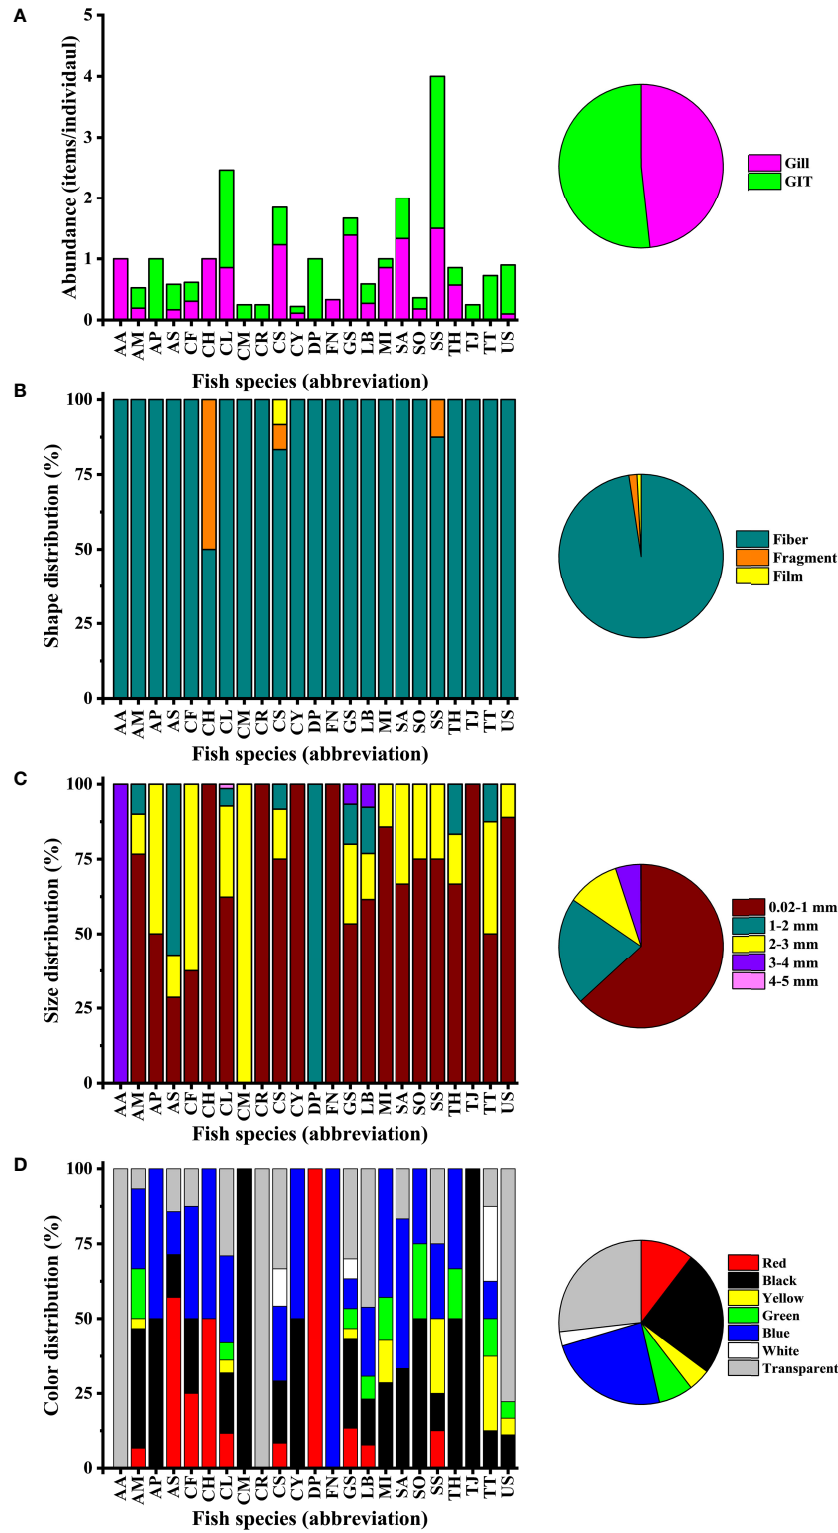 A
5
4
3
2
1
0
Abundance (items/individaul)
AA AM AP AS CF CH CL CM CR CS CY DP FN GS LB MI SA SO SS TH TJ TT US
Fish species (abbreviation)
Gill
GIT
B
100
75
50
25
0
Shape distribution (%)
AA AM AP AS CF CH CL CM CR CS CY DP FN GS LB MI SA SO SS TH TJ TT US
Fish species (abbreviation)
Fiber
Fragment
Film
C
100
75
50
25
0
Size distribution (%)
AA AM AP AS CF CH CL CM CR CS CY DP FN GS LB MI SA SO SS TH TJ TT US
Fish species (abbreviation)
0.02-1 mm
1-2 mm
2-3 mm
3-4 mm
4-5 mm
D
100
75
50
25
0
Color distribution (%)
AA AM AP AS CF CH CL CM CR CS CY DP FN GS LB MI SA SO SS TH TJ TT US
Fish species (abbreviation)
Red
Black
Yellow
Green
Blue
White
Transparent